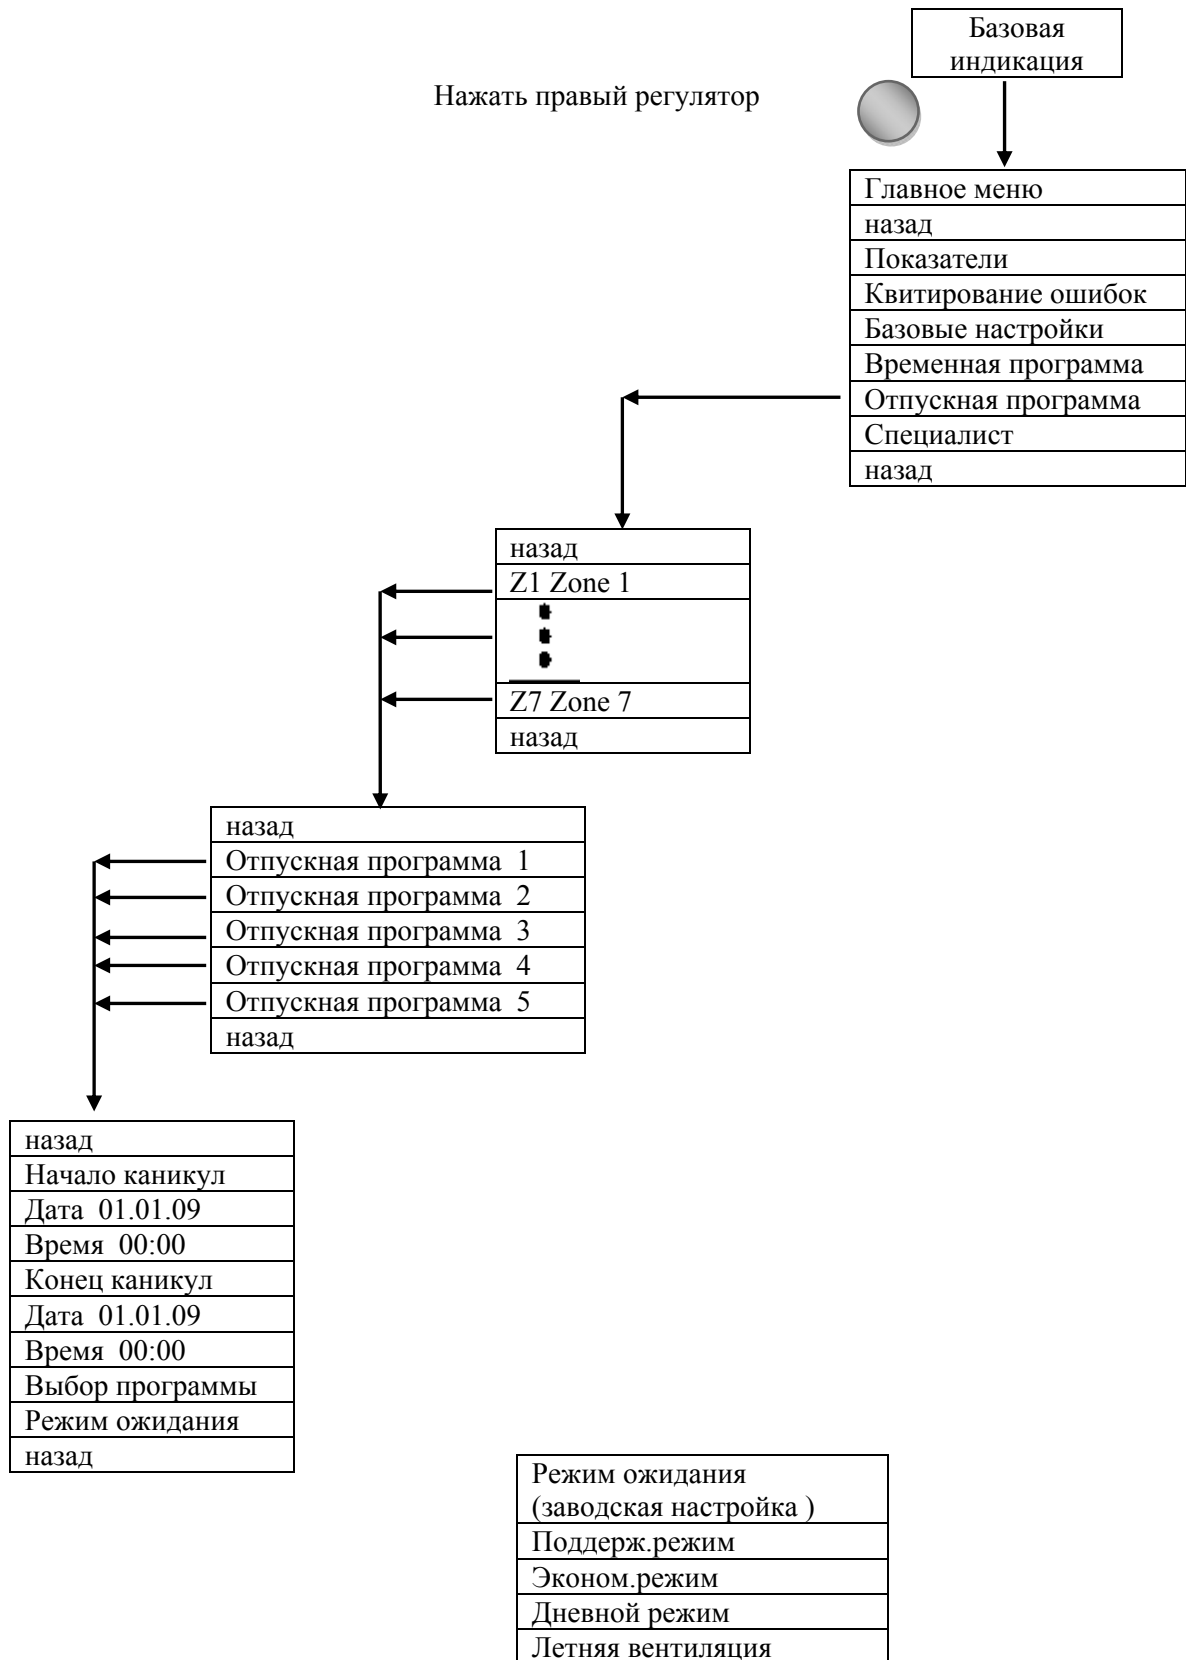 Базовая
индикация
Нажать правый регулятор
Главное меню
назад
Показатели
Квитирование ошибок
Базовые настройки
Временная программа
Отпускная программа
Специалист
назад
назад
Z1 Zone 1
Z7 Zone 7
назад
назад
Отпускная программа 1
Отпускная программа 2
Отпускная программа 3
Отпускная программа 4
Отпускная программа 5
назад
назад
Начало каникул
Дата 01.01.09
Время 00:00
Конец каникул
Дата 01.01.09
Время 00:00
Выбор программы
Режим ожидания
назад
Режим ожидания
(заводская настройка )
Поддерж.режим
Эконом.режим
Дневной режим
Летняя вентиляция